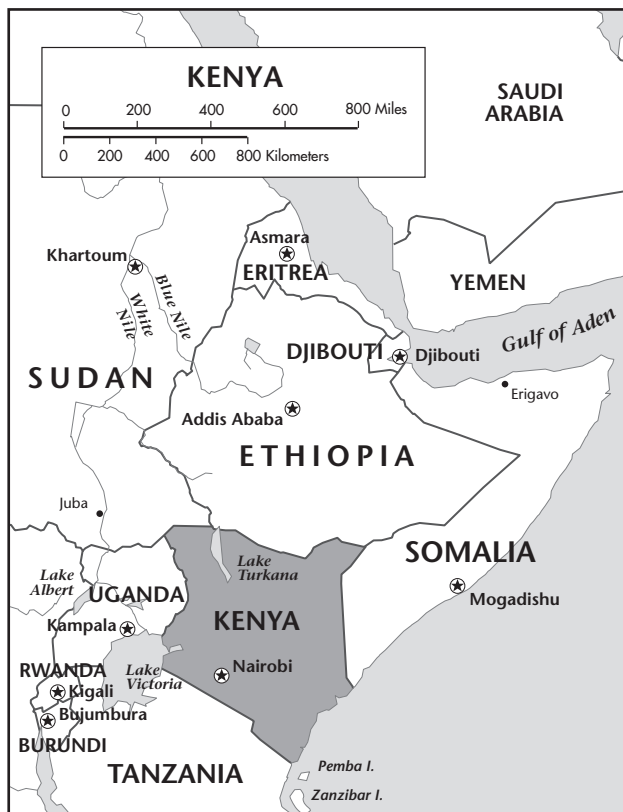 KENYA
0 200 400 600 800 Miles
0 200 400 600 800 Kilometers
SAUDI
ARABIA
Asmara
ERITREA
Khartoum
YEMEN
Blue Nile
White
Nile
Gulf of Aden
DJIBOUTI
Djibouti
SUDAN
Erigavo
Addis Ababa
ETHIOPIA
Juba
SOMALIA
Lake
Turkana
Lake
Albert
UGANDA
Mogadishu
KENYA
Kampala
Nairobi
Lake
Victoria
RWANDA
Kigali
Bujumbura
BURUNDI
TANZANIA
Pemba I.
Zanzibar I.